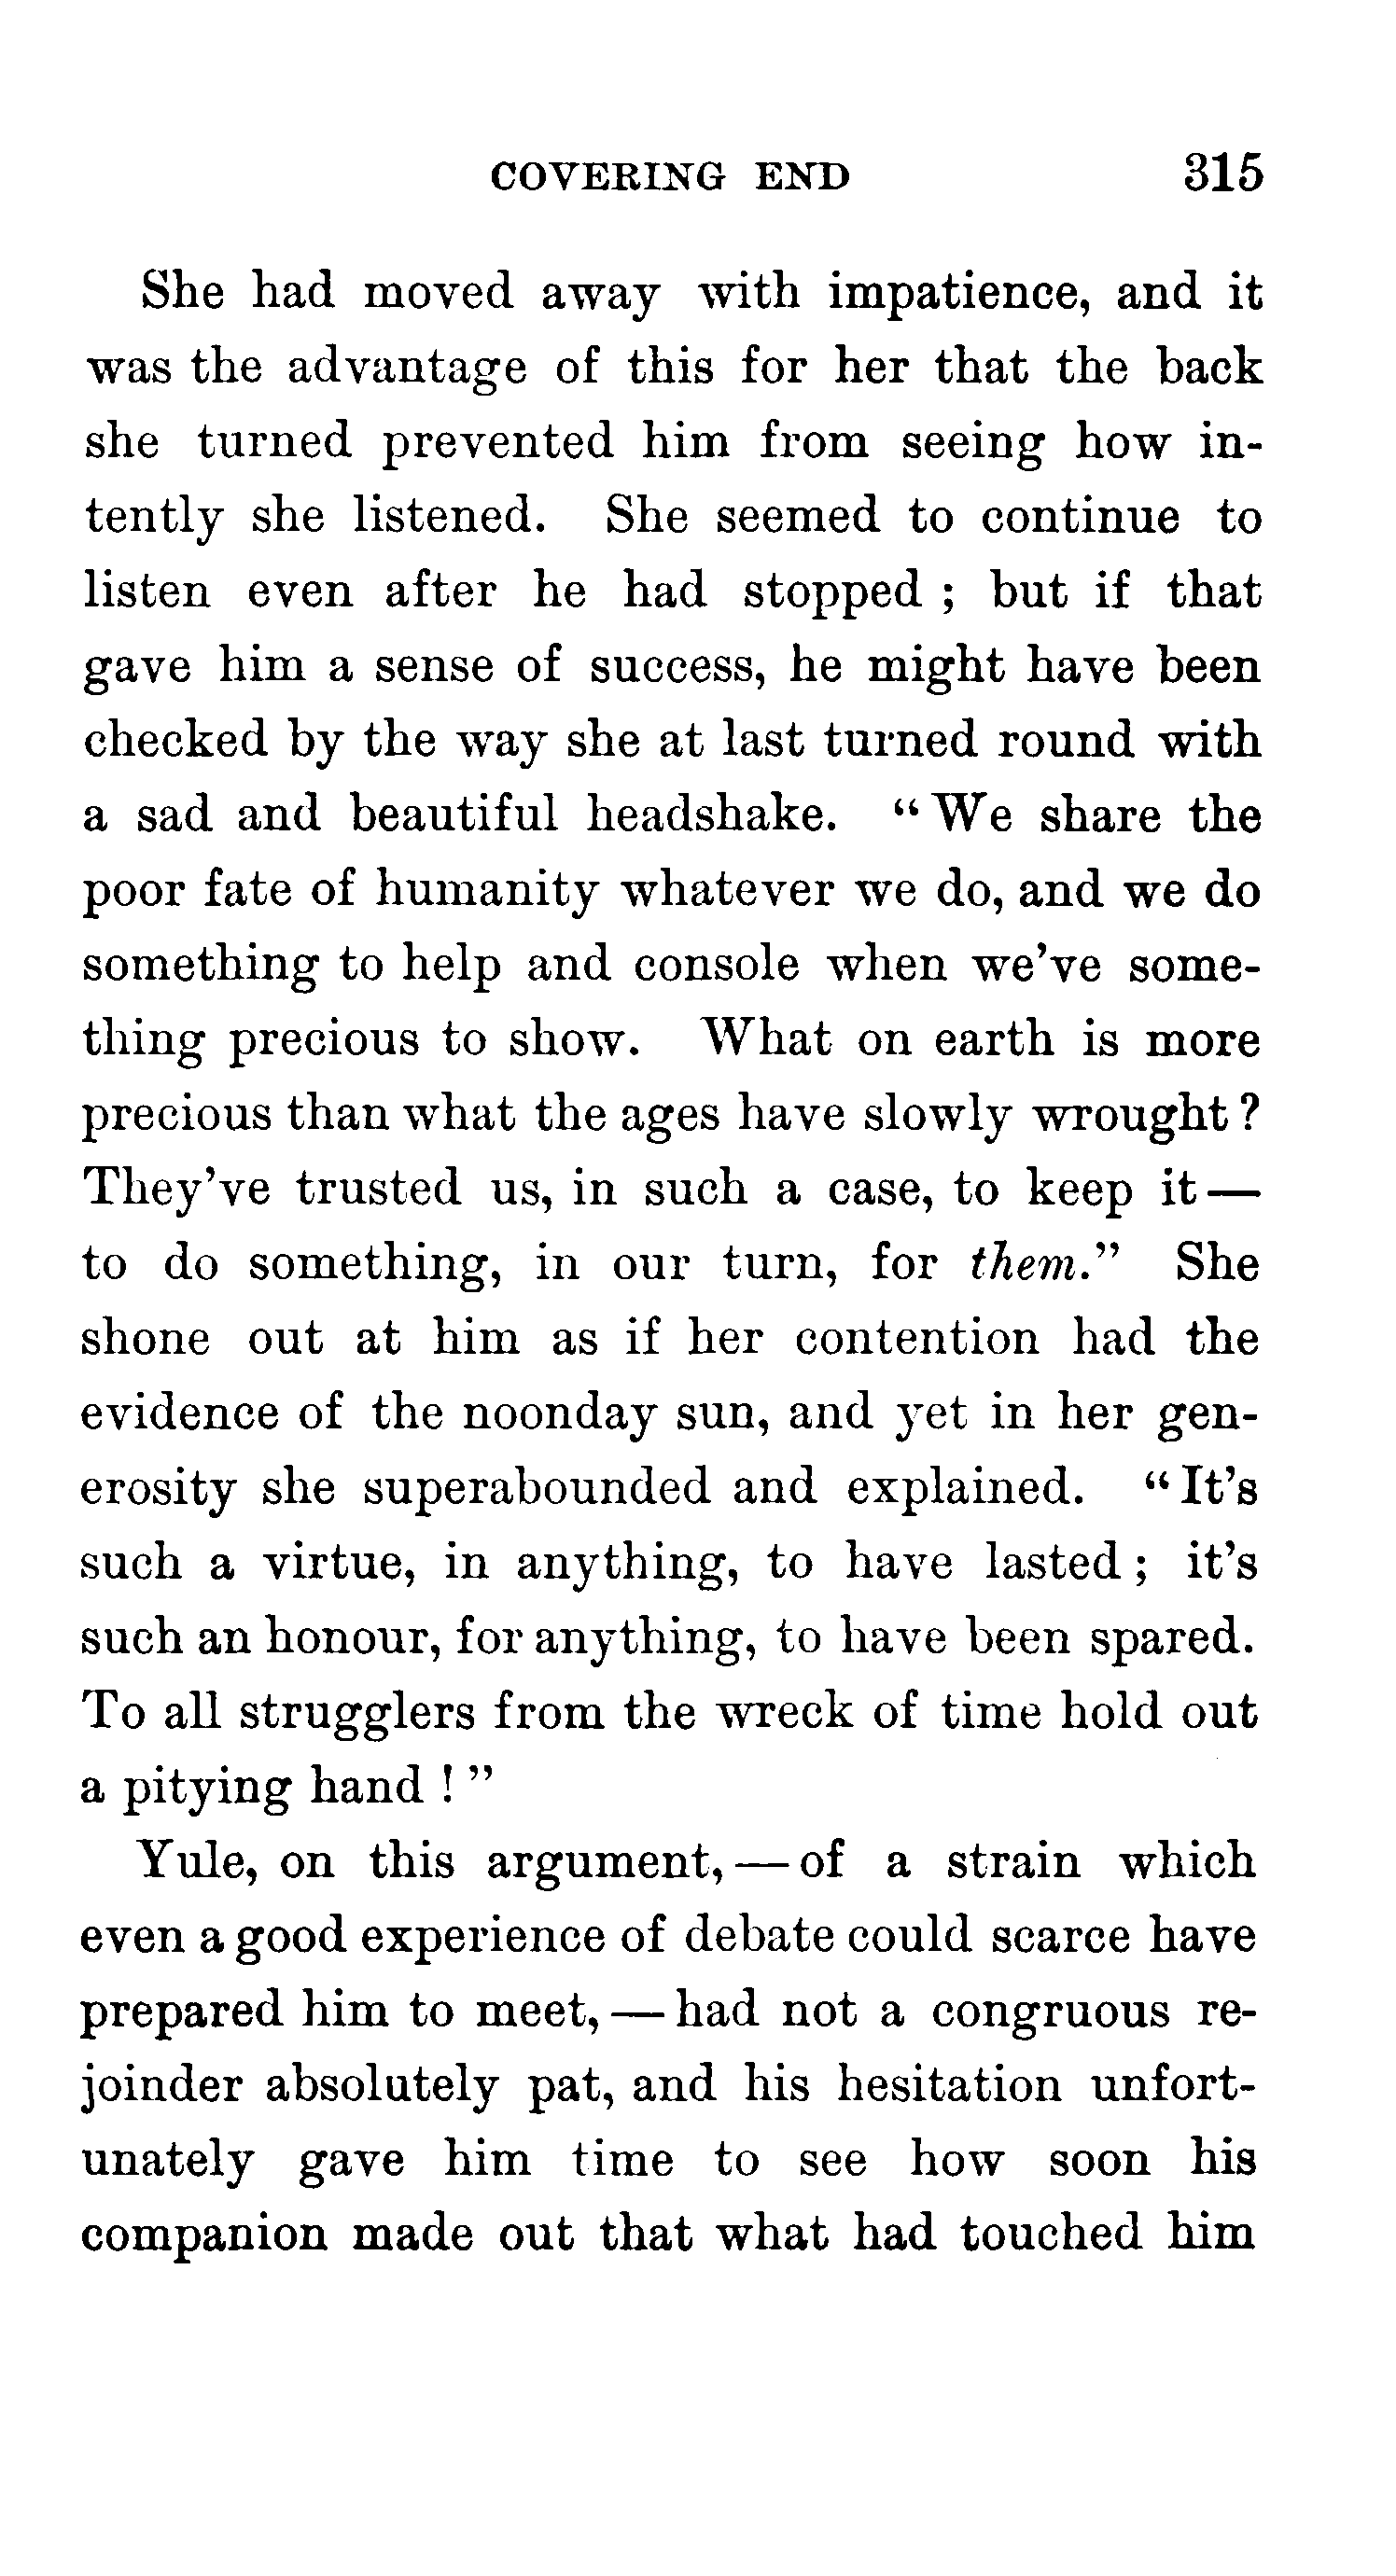 COVERING END 315
She had moved away with impatience, and it
was the advantage of this for her that the back
she turned prevented him from seeing how in-
tently she listened. She seemed to continue to
listen even after he had stopped ; but if that
gave him a sense of success, he might have been
checked by the way she at last turned round with
a sad and beautiful headshake. “ We share the
poor fate of humanity whatever we do, and we do
something to help and console when we’ve some-
thing precious to show. What on earth is more
precious than what the ages have slowly wrought ?
They’ve trusted us, in such a case, to keep it —
to do something, in our turn, for them.” She
shone out at him as if her contention had the
evidence of the noonday sun, and yet in her gen-
erosity she superabounded and explained. “ It’s
such a virtue, in anything, to have lasted ; it’s
such an honour, for anything, to have been spared.
To all strugglers from the wreck of time hold out
a pitying hand ! ”
Yule, on this argument, — of a strain which
even a good experience of debate could scarce have
prepared him to meet, — had not a congruous re-
joinder absolutely pat, and his hesitation unfort-
unately gave him time to see how soon his
companion made out that what had touched him